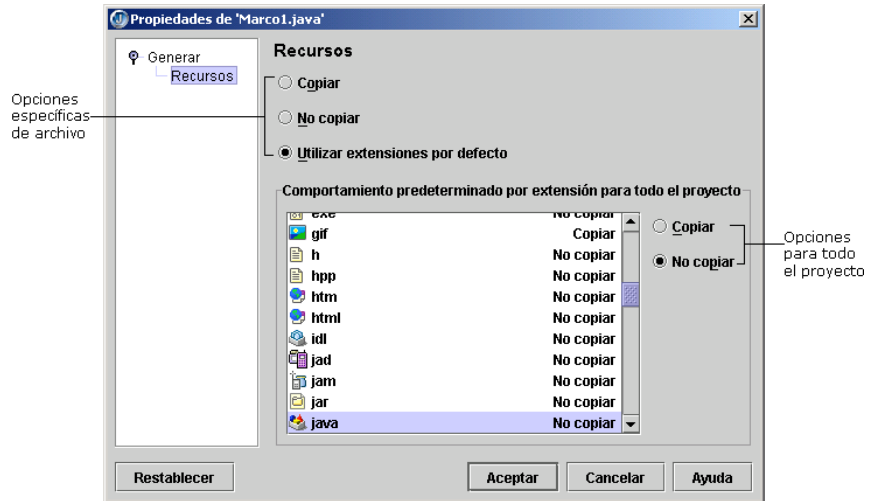 Propiedades de 'Marco1.java'
Generar
Recursos
Recursos
Copiar
No copiar
Utilizar extensiones por defecto
Opciones
específicas
de archivo
Comportamiento predeterminado por extensión para todo el proyecto
exe No copiar
gif Copiar
h No copiar
hpp No copiar
htm No copiar
html No copiar
idl No copiar
jad No copiar
jam No copiar
jar No copiar
java No copiar
Copiar
No copiar
Opciones
para todo
el proyecto
Restablecer
Aceptar
Cancelar
Ayuda